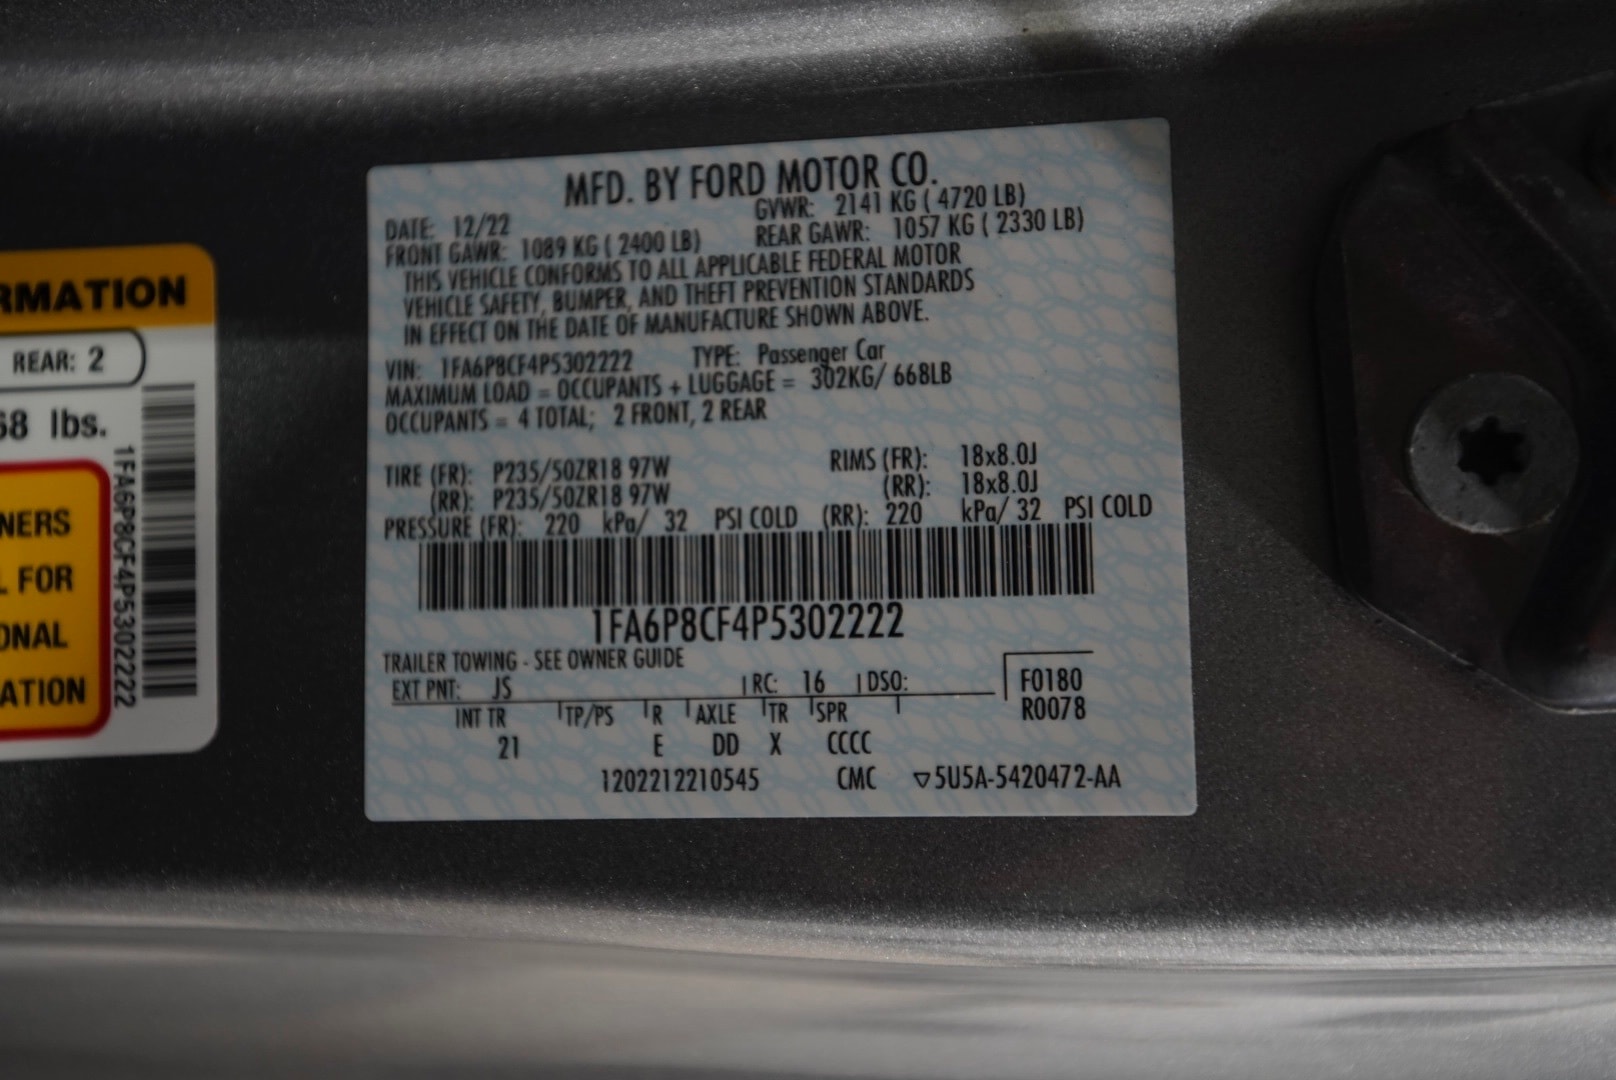 MFD. BY FORD MOTOR CO.
DATE: 12/22 GVWR: 2141 KG ( 4720 LB)
FRONT GAWR: 1089 KG ( 2400 LB) REAR GAWR: 1057 KG ( 2330 LB)
THIS VEHICLE CONFORMS TO ALL APPLICABLE FEDERAL MOTOR
VEHICLE SAFETY, BUMPER, AND THEFT PREVENTION STANDARDS
IN EFFECT ON THE DATE OF MANUFACTURE SHOWN ABOVE.
VIN: 1FA6P8CF4P5302222 TYPE: Passenger Car
MAXIMUM LOAD = OCCUPANTS + LUGGAGE = 302KG/ 668LB
OCCUPANTS = 4 TOTAL; 2 FRONT, 2 REAR
TIRE (FR): P235/50ZR18 97W RIMS (FR): 18x8.0J
(RR): P235/50ZR18 97W (RR): 18x8.0J
PRESSURE (FR): 220 kPa/ 32 PSI COLD (RR): 220 kPa/ 32 PSI COLD
1FA6P8CF4P5302222
TRAILER TOWING - SEE OWNER GUIDE
EXT PNT: JS RC: 16 DSO: F0180
INT TR TP/PS R AXLE TR SPR R0078
21 E DD X CCCC
1202212210545 CMC ▽5U5A-5420472-AA
RMATION
REAR: 2
68 lbs.
NERS
L FOR
ONAL
ATION
1FA6P8CF4P5302222